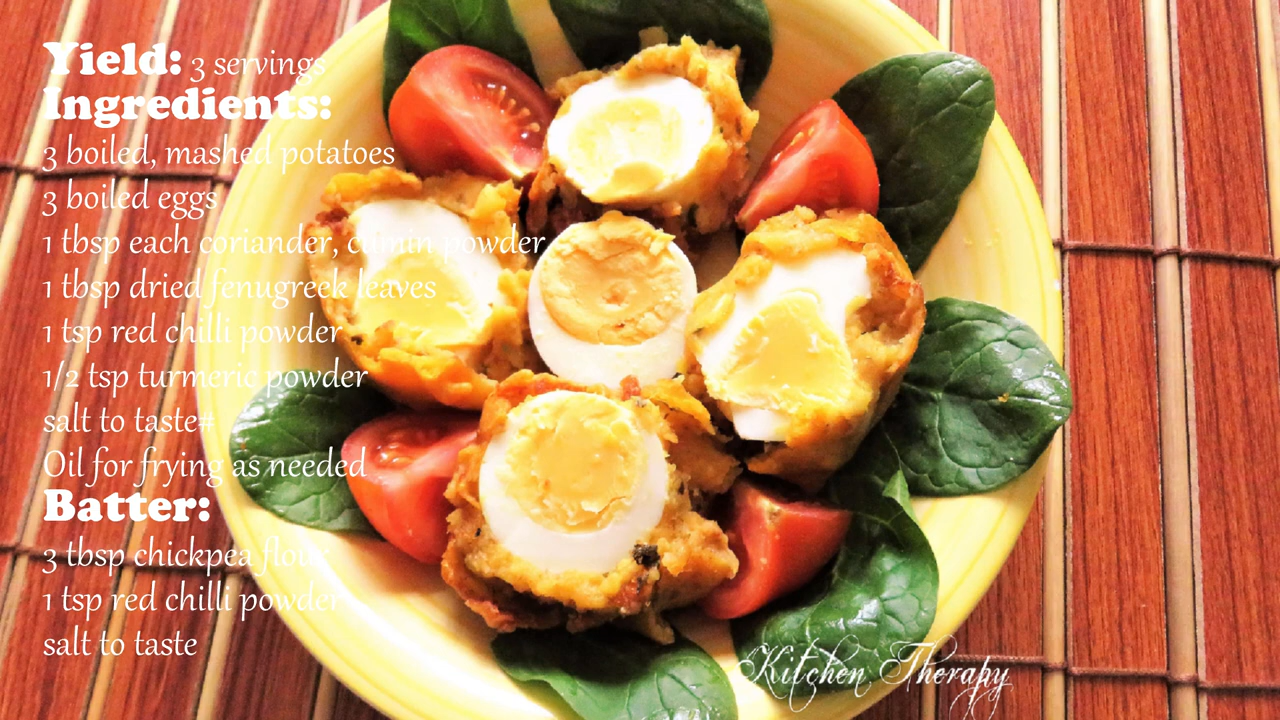 Yield: 3 servings
Ingredients:
3 boiled, mashed potatoes
3 boiled eggs
1 tbsp each coriander, cumin powder
1 tbsp dried fenugreek leaves
1 tsp red chilli powder
1/2 tsp turmeric powder
salt to taste#
Oil for frying as needed
Batter:
3 tbsp chickpea flour
1 tsp red chilli powder
salt to taste
Kitchen Therapy